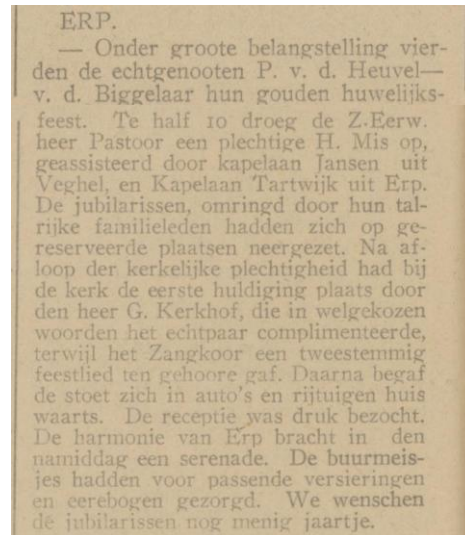 ERP.
— Onder groote belangstelling vier-
den de echtgenooten P. v. d. Heuvel—
v. d. Biggelaar hun gouden huwelijks-
feest. Te half 10 droeg de Z.Eerw.
heer Pastoor een plechtige H. Mis op,
geassisteerd door kapelaan Jansen uit
Veghel, en Kapelaan Tartwijk uit Erp.
De jubilarissen, omringd door hun tal-
rijke familieleden hadden zich op ge-
reserveerde plaatsen neergezet. Na af-
loop der kerkelijke plechtigheid had bij
de kerk de eerste huldiging plaats door
den heer G. Kerkhof, die in welgekozen
woorden het echtpaar complimenteerde,
terwijl het Zangkoor een tweestemmig
feestlied ten gehoore gaf. Daarna begaf
de stoet zich in auto's en rijtuigen huis
waarts. De receptie was druk bezocht.
De harmonie van Erp bracht in den
namiddag een serenade. De buurmeis-
jes hadden voor passende versieringen
en eerebogen gezorgd. We wenschen
de jubilarissen nog menig jaartje.